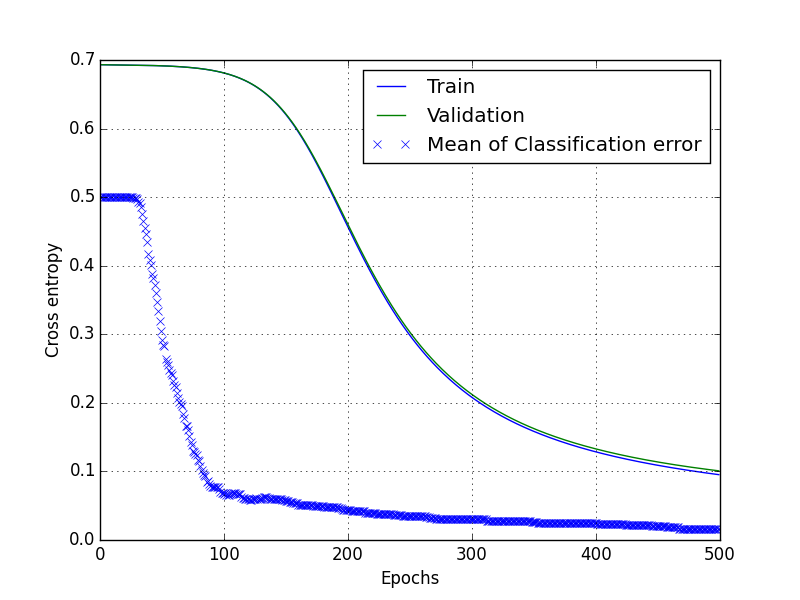 0.7
0.6
0.5
0.4
0.3
0.2
0.1
0.0
Cross entropy
Train
Validation
Mean of Classification error
0 100 200 300 400 500
Epochs